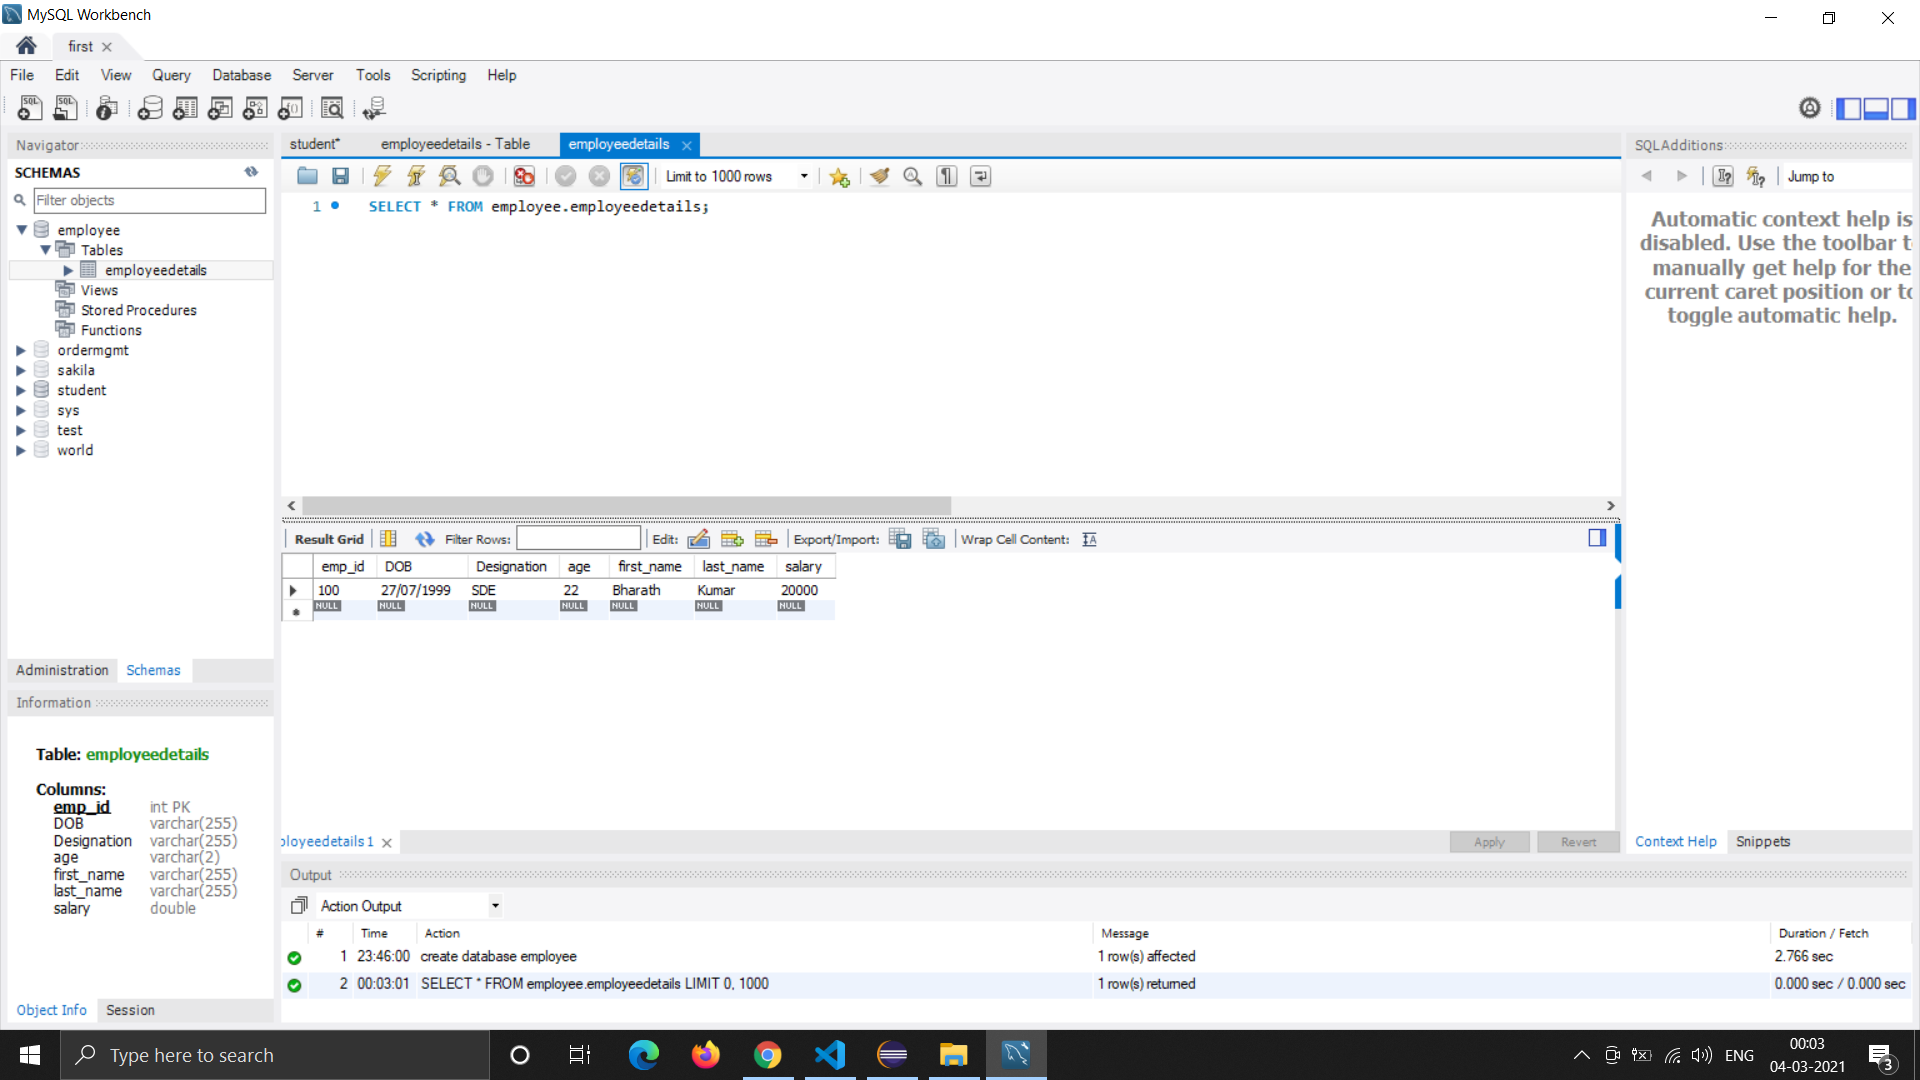 MySQL Workbench
first
File Edit View Query Database Server Tools Scripting Help
Navigator
SCHEMAS
Filter objects
employee
Tables
employeedetails
Views
Stored Procedures
Functions
ordermgmt
sakila
student
sys
test
world
Administration Schemas
Information
Table: employeedetails
Columns:
emp_id int PK
DOB varchar(255)
Designation varchar(255)
age varchar(2)
first_name varchar(255)
last_name varchar(255)
salary double
Object Info Session
student* employeedetails - Table employeedetails
Limit to 1000 rows
1 SELECT * FROM employee.employeedetails;
Result Grid Filter Rows: Edit: Export/Import: Wrap Cell Content:
emp_id DOB Designation age first_name last_name salary
100 27/07/1999 SDE 22 Bharath Kumar 20000
NULL NULL NULL NULL NULL NULL NULL
ployeedetails 1
Apply Revert
Output
Action Output
# Time Action Message Duration / Fetch
1 23:46:00 create database employee 1 row(s) affected 2.766 sec
2 00:03:01 SELECT * FROM employee.employeedetails LIMIT 0, 1000 1 row(s) returned 0.000 sec / 0.000 sec
SQLAdditions
Jump to
Automatic context help is
disabled. Use the toolbar t
manually get help for the
current caret position or to
toggle automatic help.
Context Help Snippets
Type here to search
ENG
00:03
04-03-2021
3